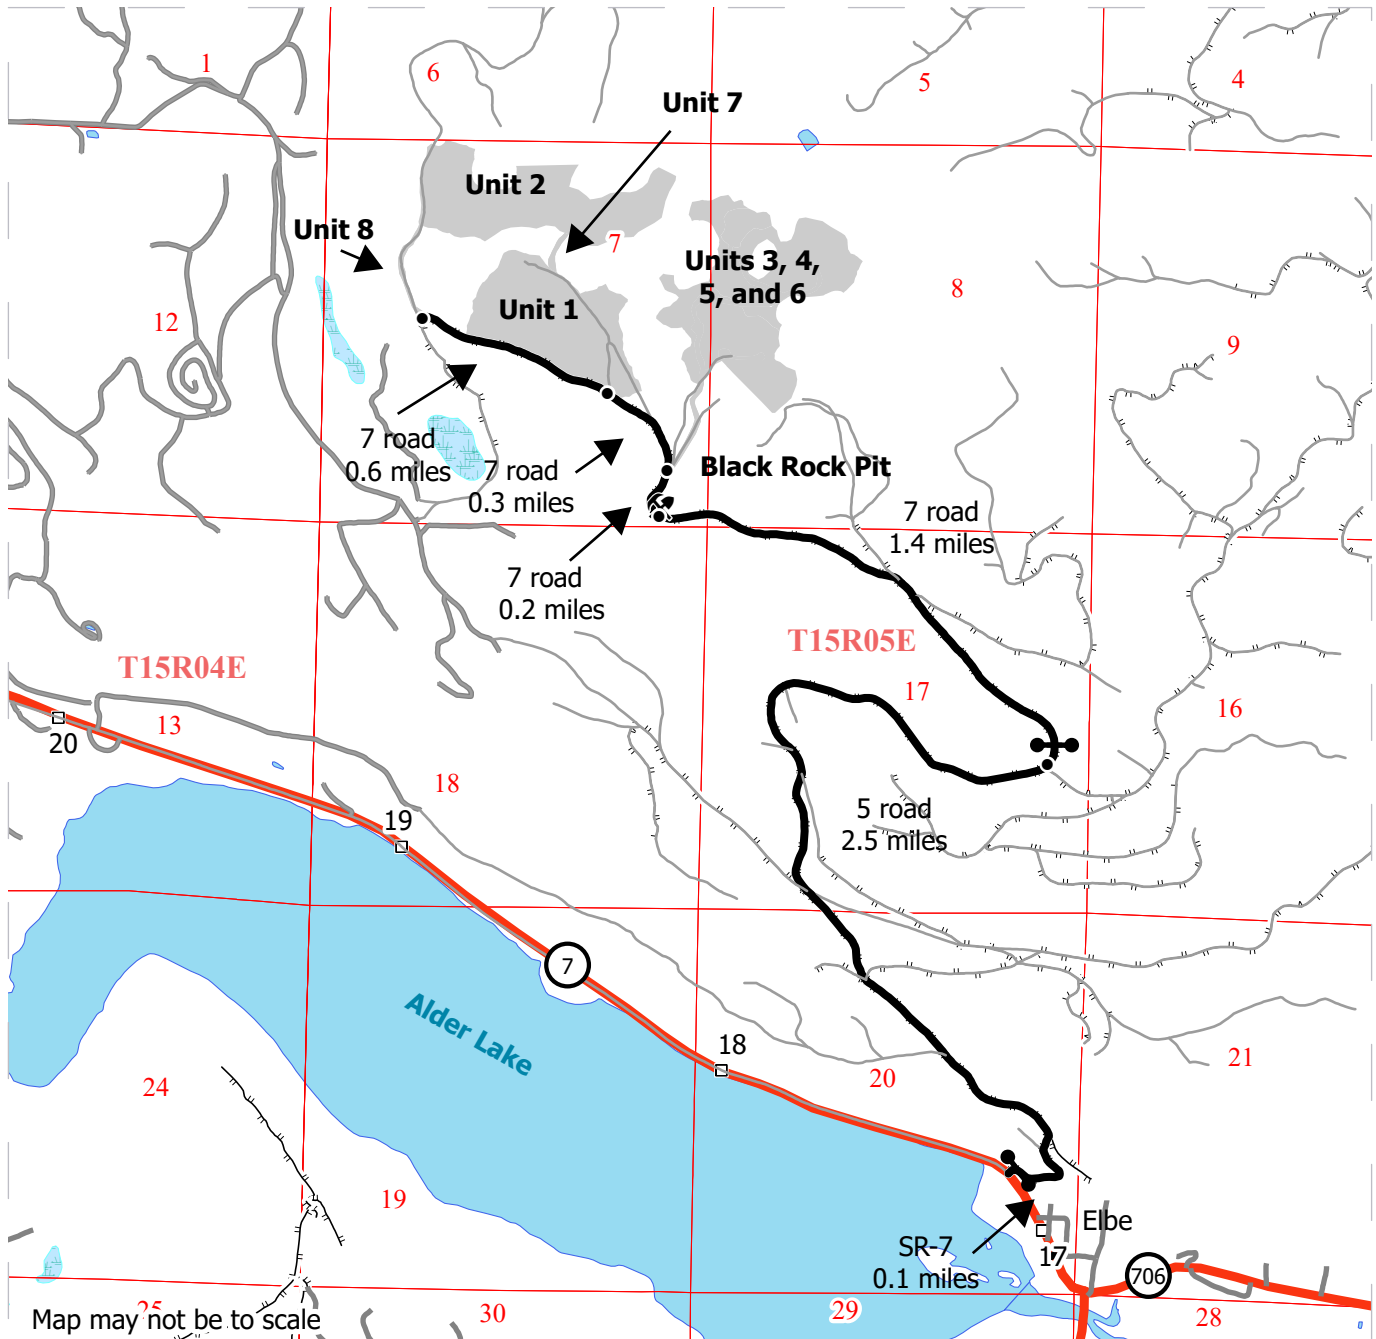 1
6
5
4
Unit 7
Unit 2
Unit 8
7
Units 3, 4,
5, and 6
Unit 1
8
12
9
7 road
0.6 miles
7 road
0.3 miles
Black Rock Pit
7 road
1.4 miles
7 road
0.2 miles
T15R04E
T15R05E
17
13
16
20
18
19
5 road
2.5 miles
7
Alder Lake
18
20
21
24
19
Elbe
SR-7
0.1 miles
17
706
25
30
29
28
Map may not be to scale